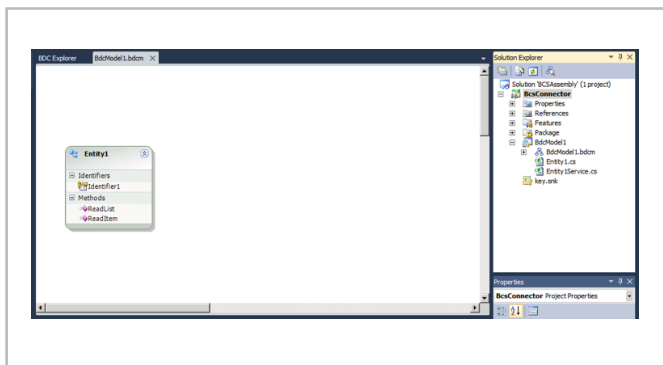 BDC Explorer
BdcModel1.bdcm
Entity1
Identifiers
Identifier1
Methods
ReadList
ReadItem
Solution Explorer
Solution 'BCSAssembly' (1 project)
BcsConnector
Properties
References
Features
Package
BdcModel1
BdcModel1.bdcm
Entity1.cs
Entity1Service.cs
key.snk
Properties
BcsConnector Project Properties